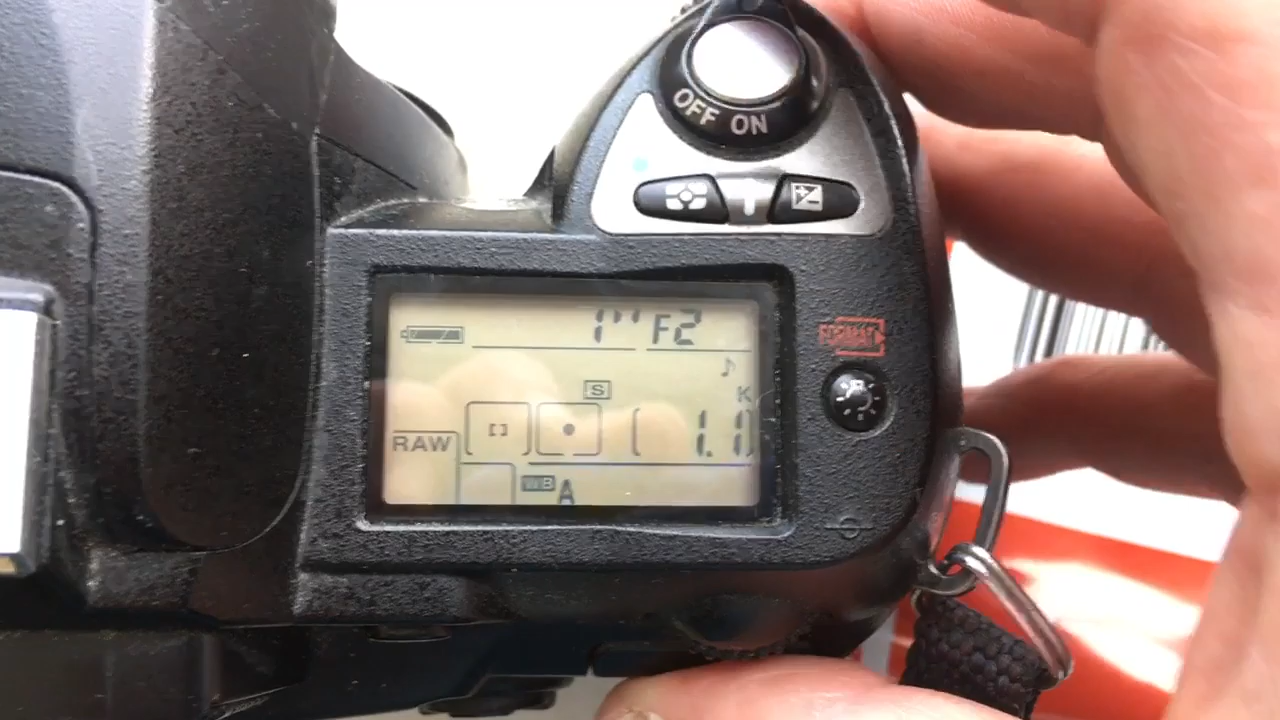 OFF ON
1" F2
FORMAT
S
K
RAW
[1.1]
WB A